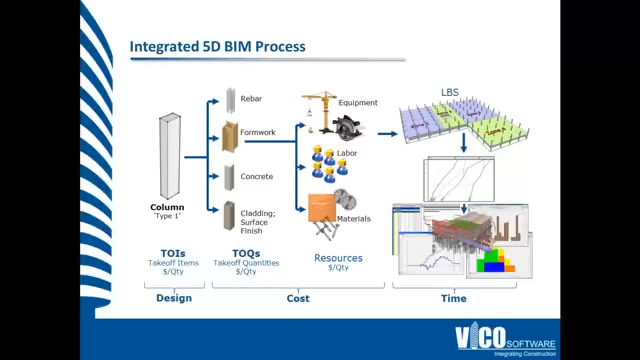 Integrated 5D BIM Process
LBS
Rebar
Equipment
Formwork
Labor
Concrete
Column
'Type 1'
Cladding;
Surface
Finish
Materials
TOIs
Takeoff Items
$/Qty
TOQs
Takeoff Quantities
$/Qty
Resources
$/Qty
Design
Cost
Time
VICO SOFTWARE
Integrating Construction